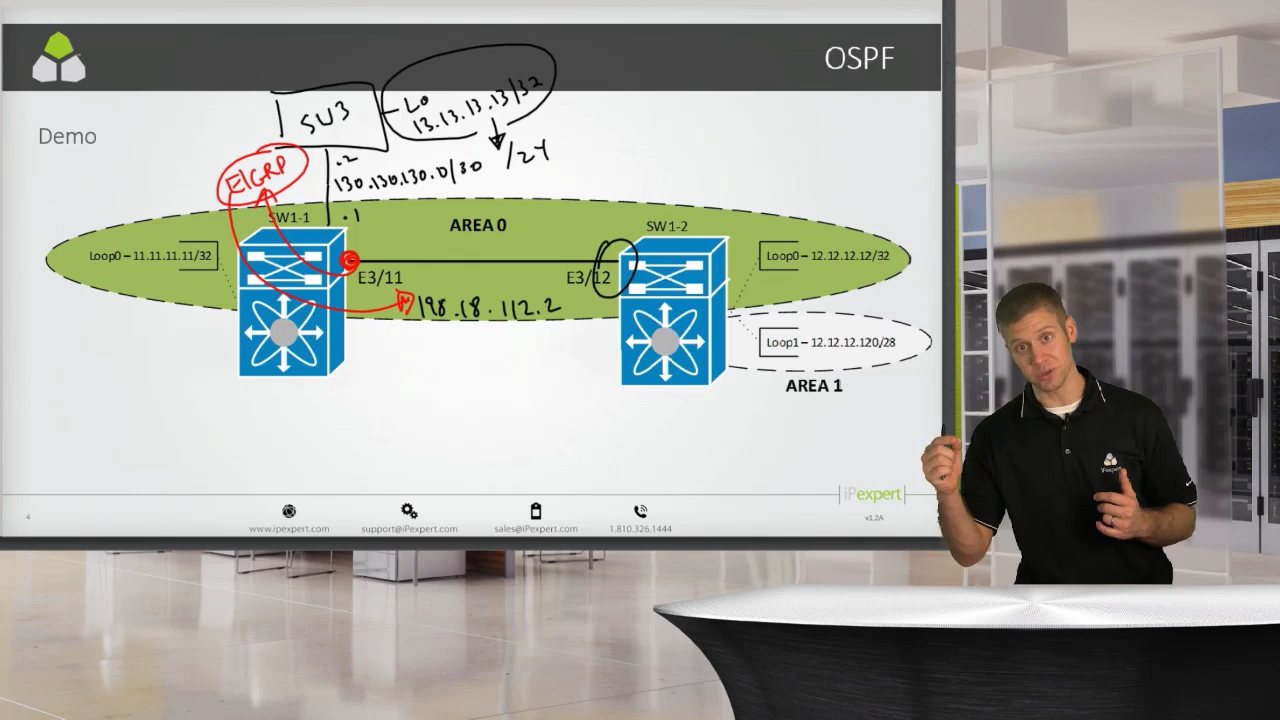 OSPF
Demo
SW3
Lo
13.13.13.13/32
/24
EIGRP
.2
130.130.130.0/30
.1
SW1-1
AREA 0
SW1-2
Loop0 – 11.11.11.11/32
E3/11
E3/12
Loop0 – 12.12.12.12/32
198.18.112.2
Loop1 – 12.12.12.120/28
AREA 1
iPexpert
iPexpert
4
www.ipexpert.com
support@iPexpert.com
sales@iPexpert.com
1.810.326.1444
v1.2A